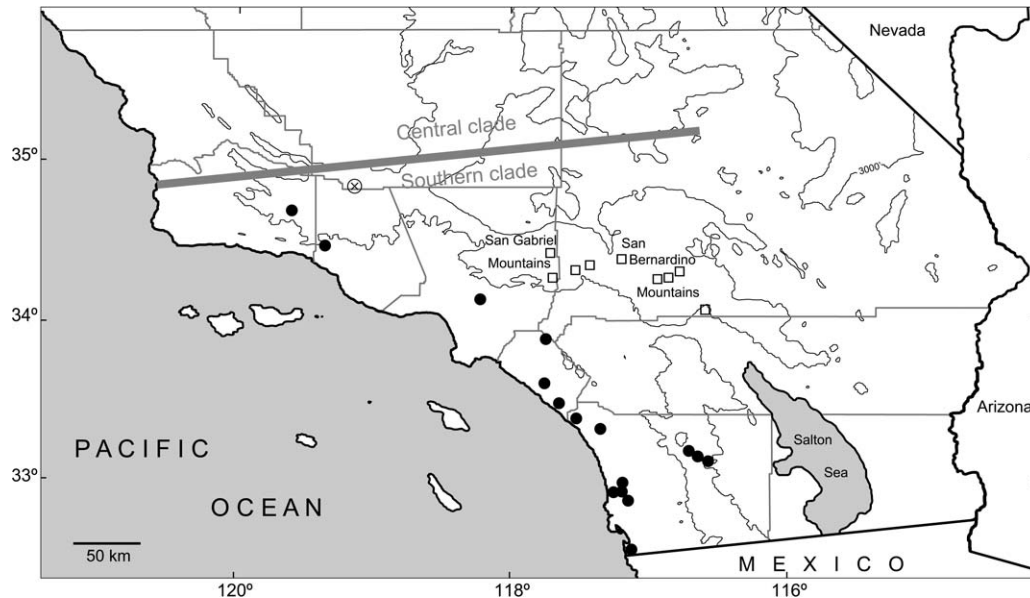 Nevada
35º
Central clade
Southern clade
3000'
San Gabriel
Mountains
San
Bernardino
Mountains
34º
Arizona
PACIFIC
OCEAN
Salton
Sea
33º
50 km
MEXICO
120º
118º
116º